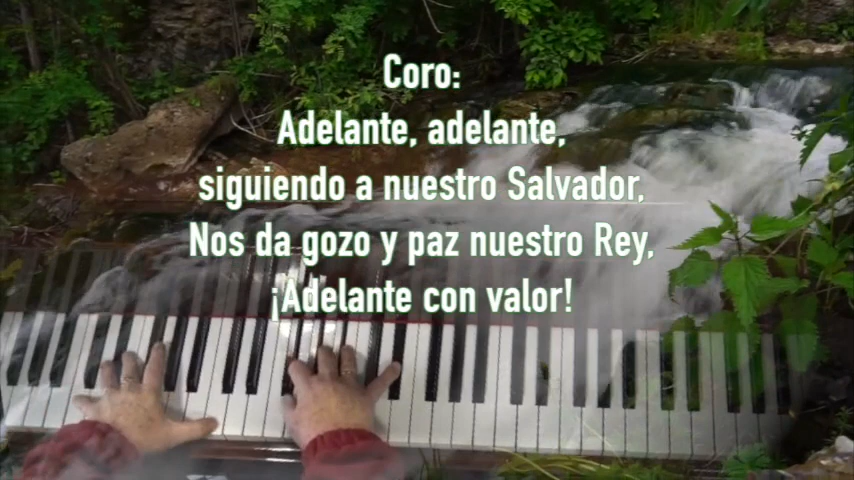 Coro:
Adelante, adelante,
siguiendo a nuestro Salvador,
Nos da gozo y paz nuestro Rey,
¡Adelante con valor!